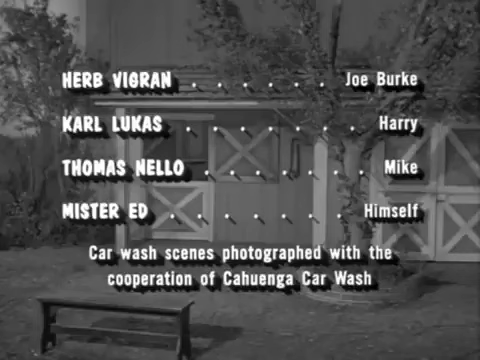 HERB VIGRAN . . . . . . Joe Burke
KARL LUKAS . . . . . . . Harry
THOMAS NELLO . . . . . . . Mike
MISTER ED . . . . . . . Himself
Car wash scenes photographed with the
cooperation of Cahuenga Car Wash